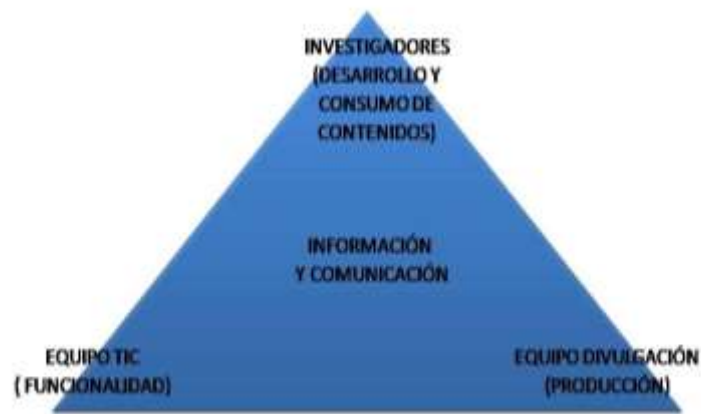 INVESTIGADORES
(DESARROLLO Y
CONSUMO DE
CONTENIDOS)
INFORMACIÓN
Y COMUNICACIÓN
EQUIPO TIC
( FUNCIONALIDAD)
EQUIPO DIVULGACIÓN
(PRODUCCIÓN)